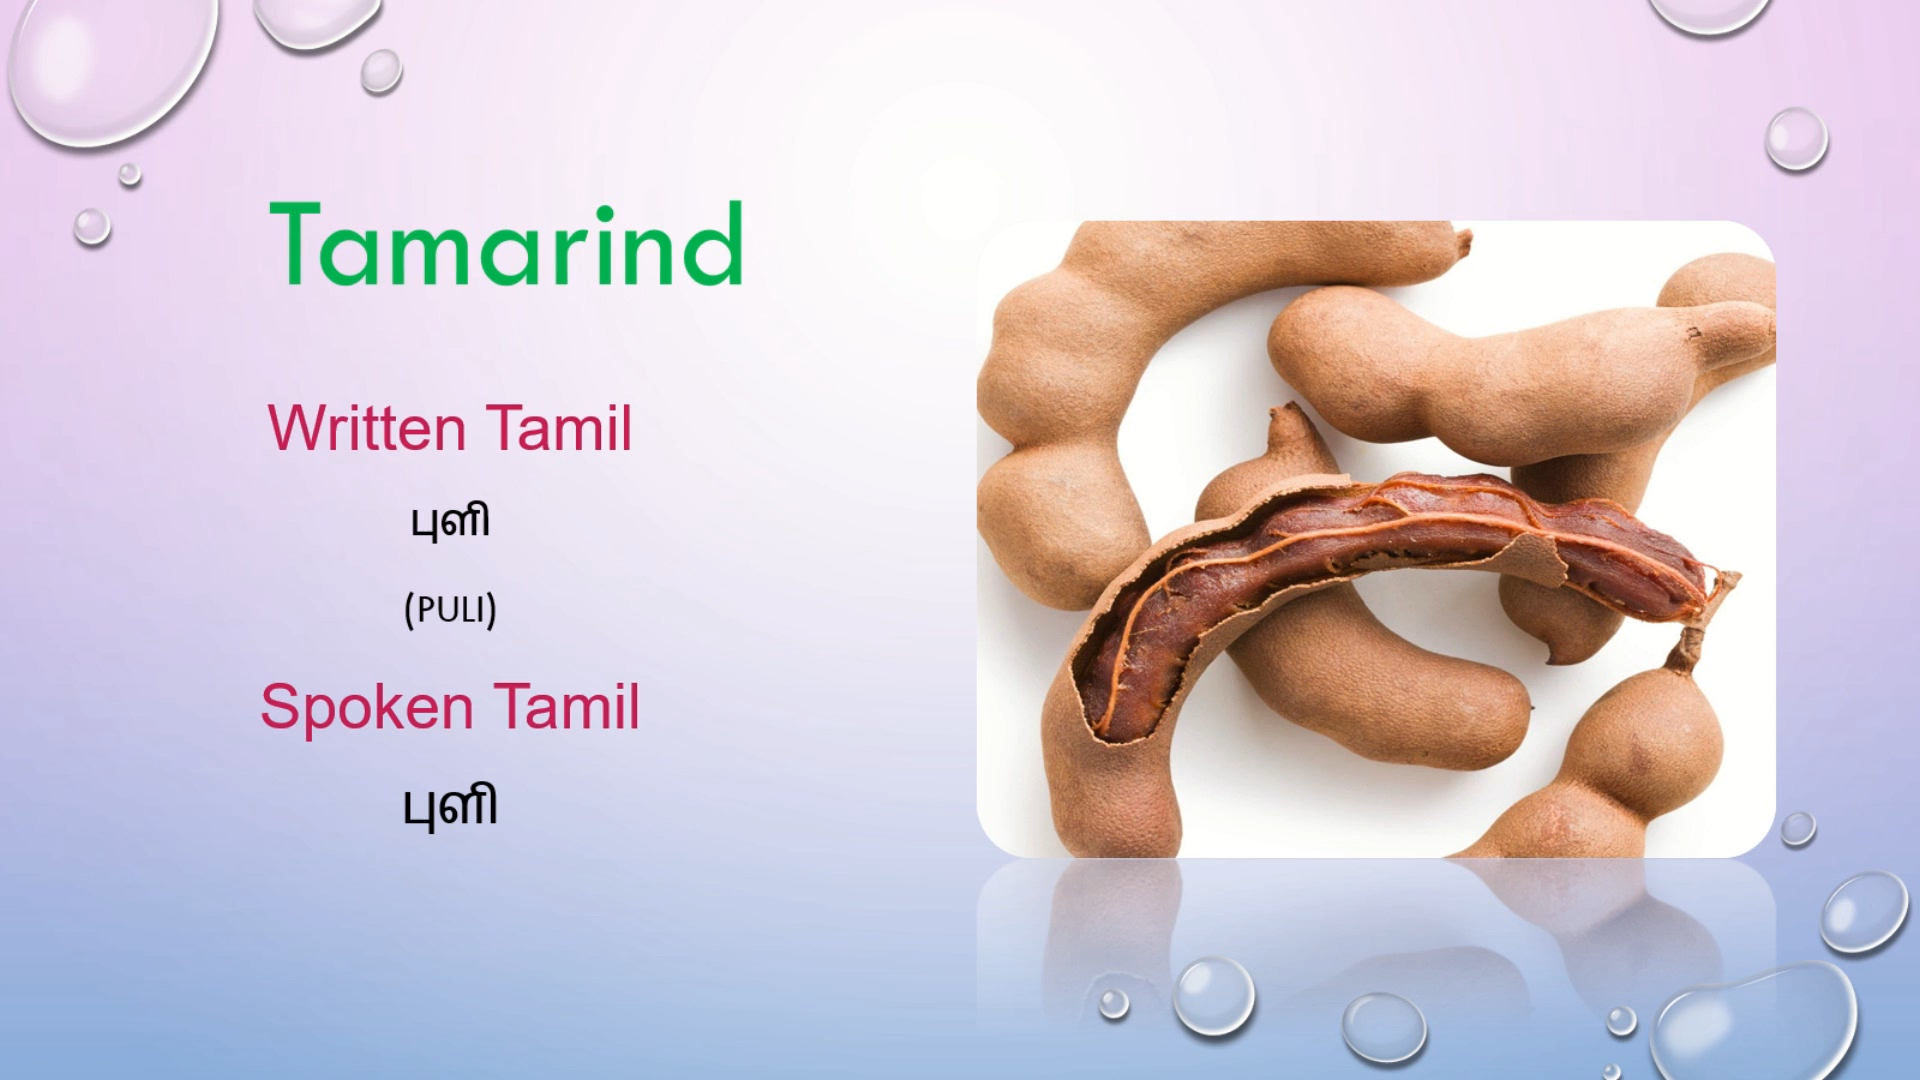 Tamarind
Written Tamil
புளி
(PULI)
Spoken Tamil
புளி